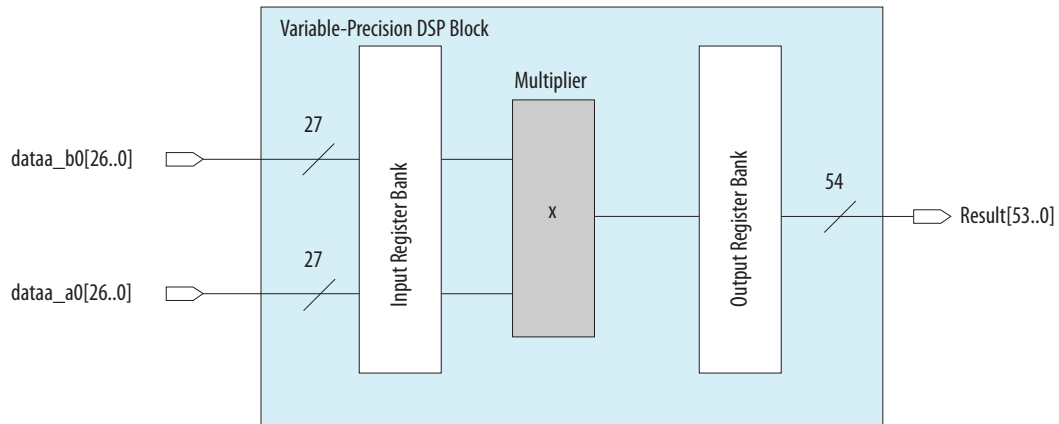 Variable-Precision DSP Block
Multiplier
27
dataa_b0[26..0]
54
Input Register Bank
x
Output Register Bank
Result[53..0]
27
dataa_a0[26..0]